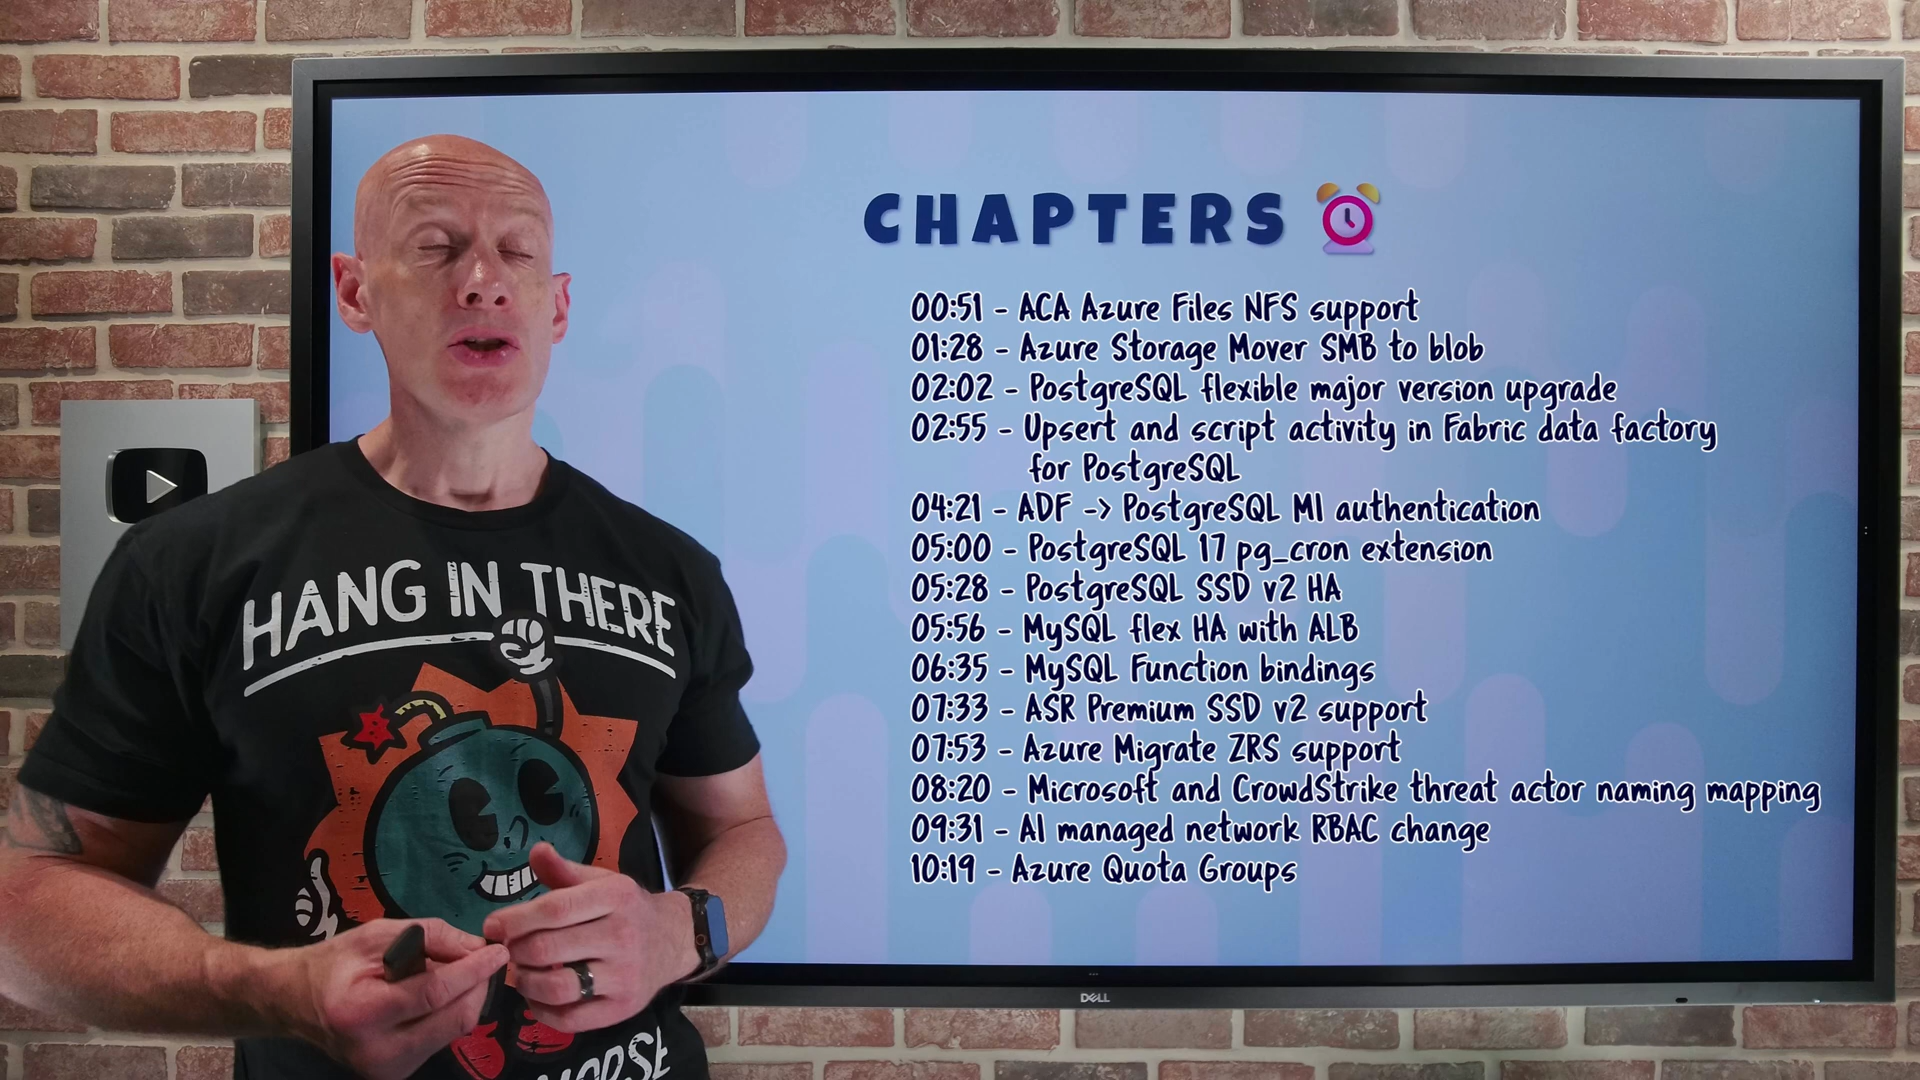 CHAPTERS
00:51 - ACA Azure Files NFS support
01:28 - Azure Storage Mover SMB to blob
02:02 - PostgreSQL flexible major version upgrade
02:55 - Upsert and script activity in Fabric data factory
for PostgreSQL
04:21 - ADF -> PostgreSQL MI authentication
05:00 - PostgreSQL 17 pg_cron extension
05:28 - PostgreSQL SSD v2 HA
05:56 - MySQL flex HA with ALB
06:35 - MySQL Function bindings
07:33 - ASR Premium SSD v2 support
07:53 - Azure Migrate ZRS support
08:20 - Microsoft and CrowdStrike threat actor naming mapping
09:31 - AI managed network RBAC change
10:19 - Azure Quota Groups
HANG IN THERE
DELL